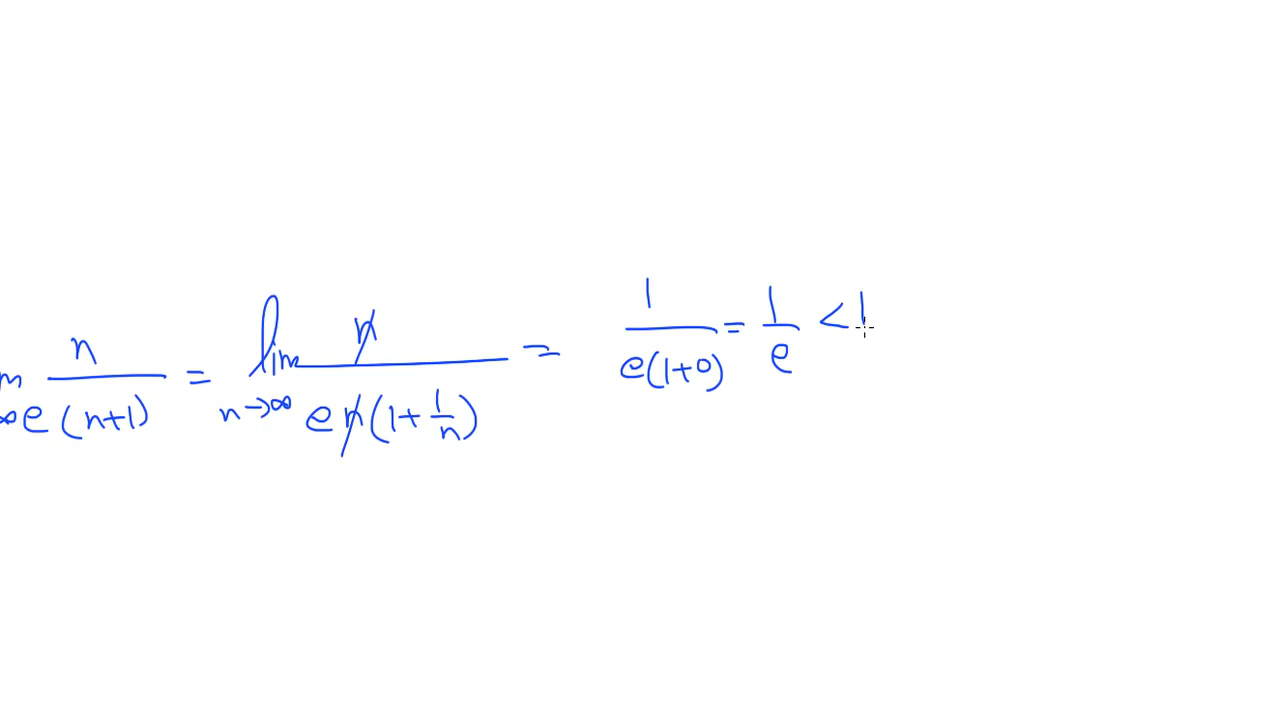 m n/∞ e(n+1) = lim n→∞ n/en(1+1/n) = 1/e(1+0) = 1/e < 1